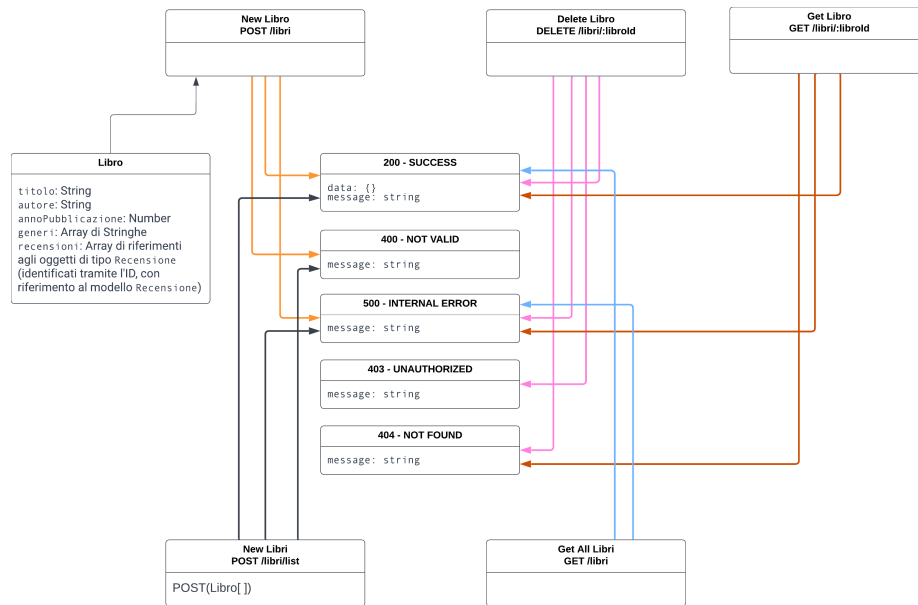 New Libro
POST /libri
Delete Libro
DELETE /libri/:libroId
Get Libro
GET /libri/:libroId
Libro
titolo: String
autore: String
annoPubblicazione: Number
generi: Array di Stringhe
recensioni: Array di riferimenti
agli oggetti di tipo Recensione
(identificati tramite l'ID, con
riferimento al modello Recensione)
200 - SUCCESS
data: {}
message: string
400 - NOT VALID
message: string
500 - INTERNAL ERROR
message: string
403 - UNAUTHORIZED
message: string
404 - NOT FOUND
message: string
New Libri
POST /libri/list
POST(Libro[ ])
Get All Libri
GET /libri